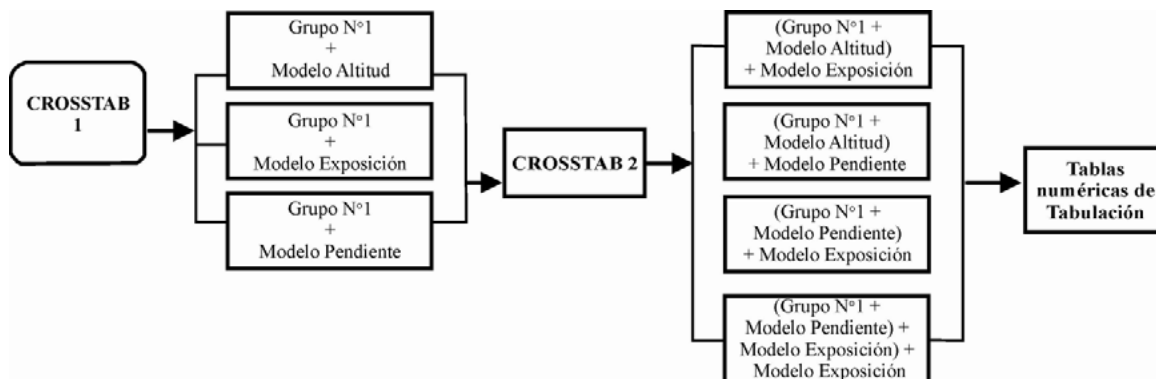 CROSSTAB
1
Grupo N°1
+
Modelo Altitud
Grupo N°1
+
Modelo Exposición
Grupo N°1
+
Modelo Pendiente
CROSSTAB 2
(Grupo N°1 +
Modelo Altitud)
+ Modelo Exposición
(Grupo N°1 +
Modelo Altitud)
+ Modelo Pendiente
(Grupo N°1 +
Modelo Pendiente)
+ Modelo Exposición
(Grupo N°1 +
Modelo Pendiente) +
Modelo Exposición) +
Modelo Exposición
Tablas
numéricas de
Tabulación